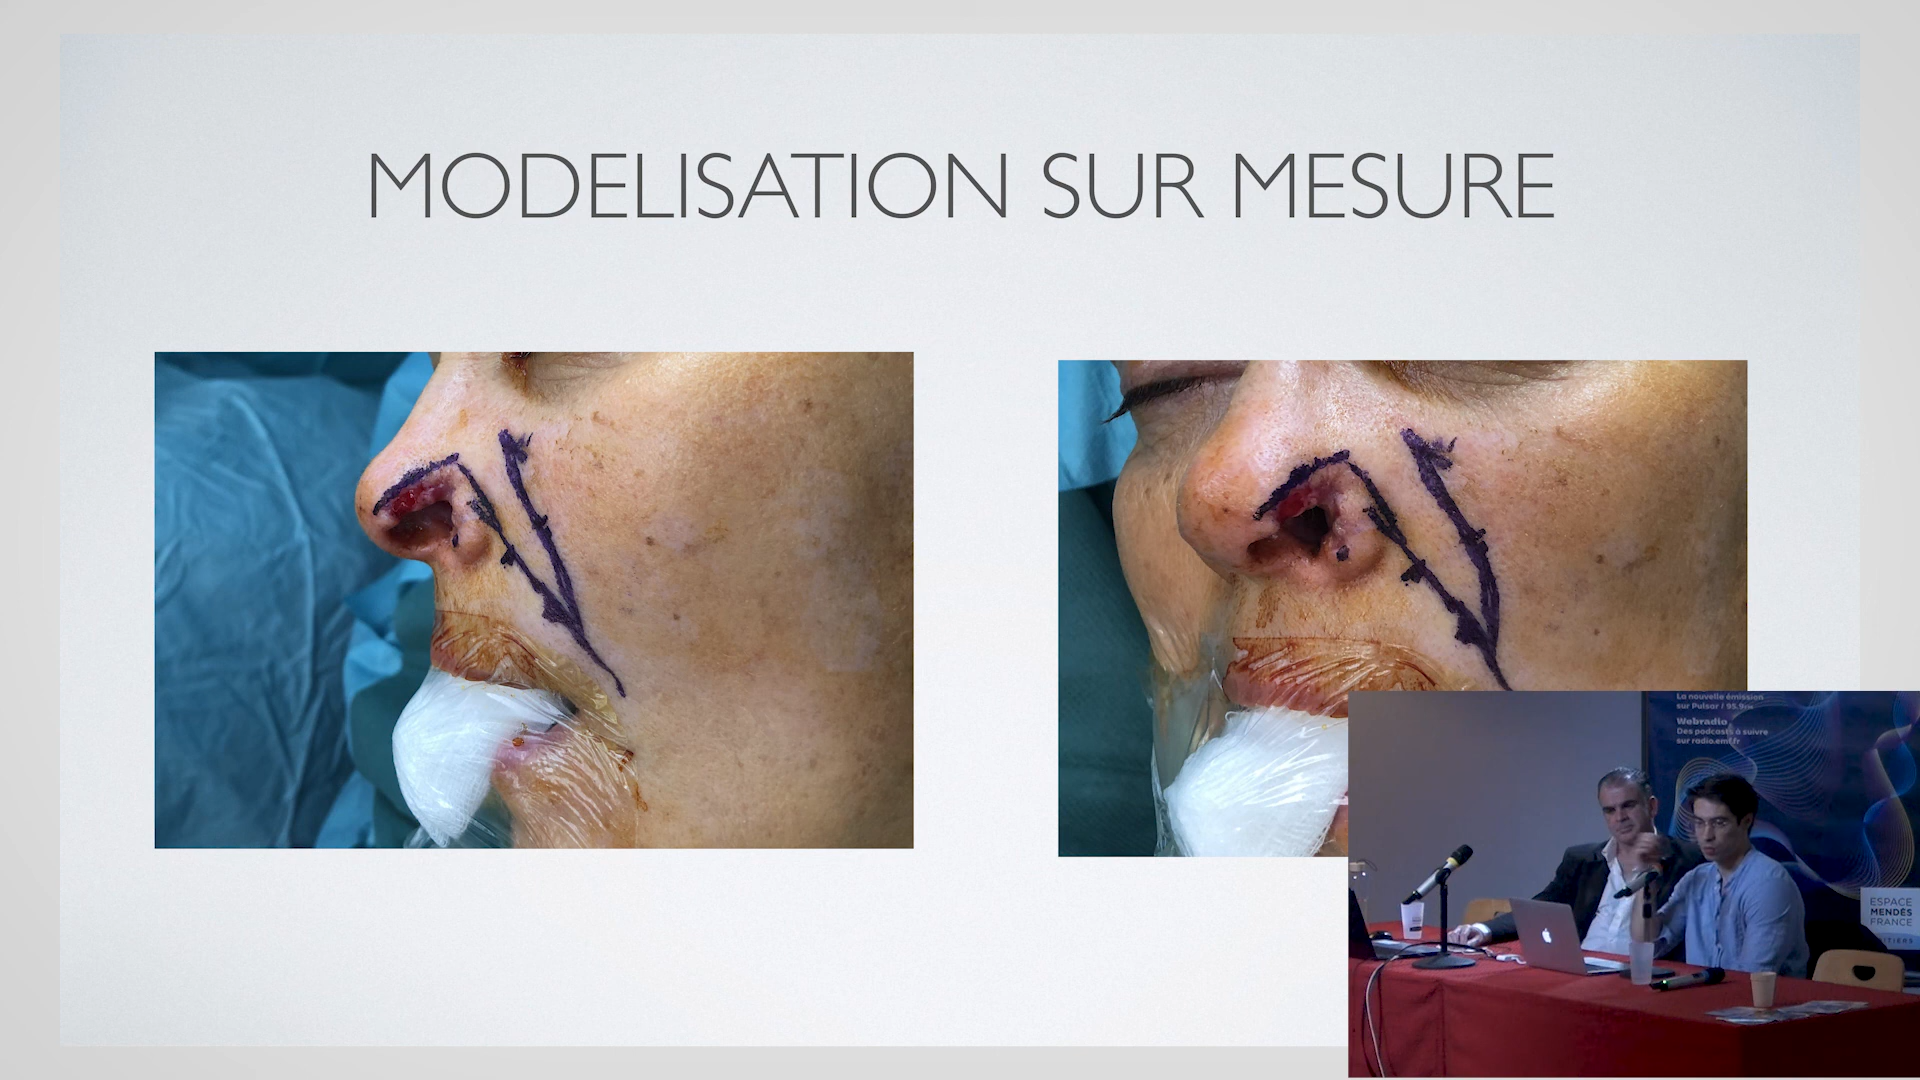 MODELISATION SUR MESURE
La nouvelle émission
sur Pulsar / 95.9
Webradio
Des podcasts à suivre
sur radio.emf.fr
ESPACE
MENDÈS
FRANCE